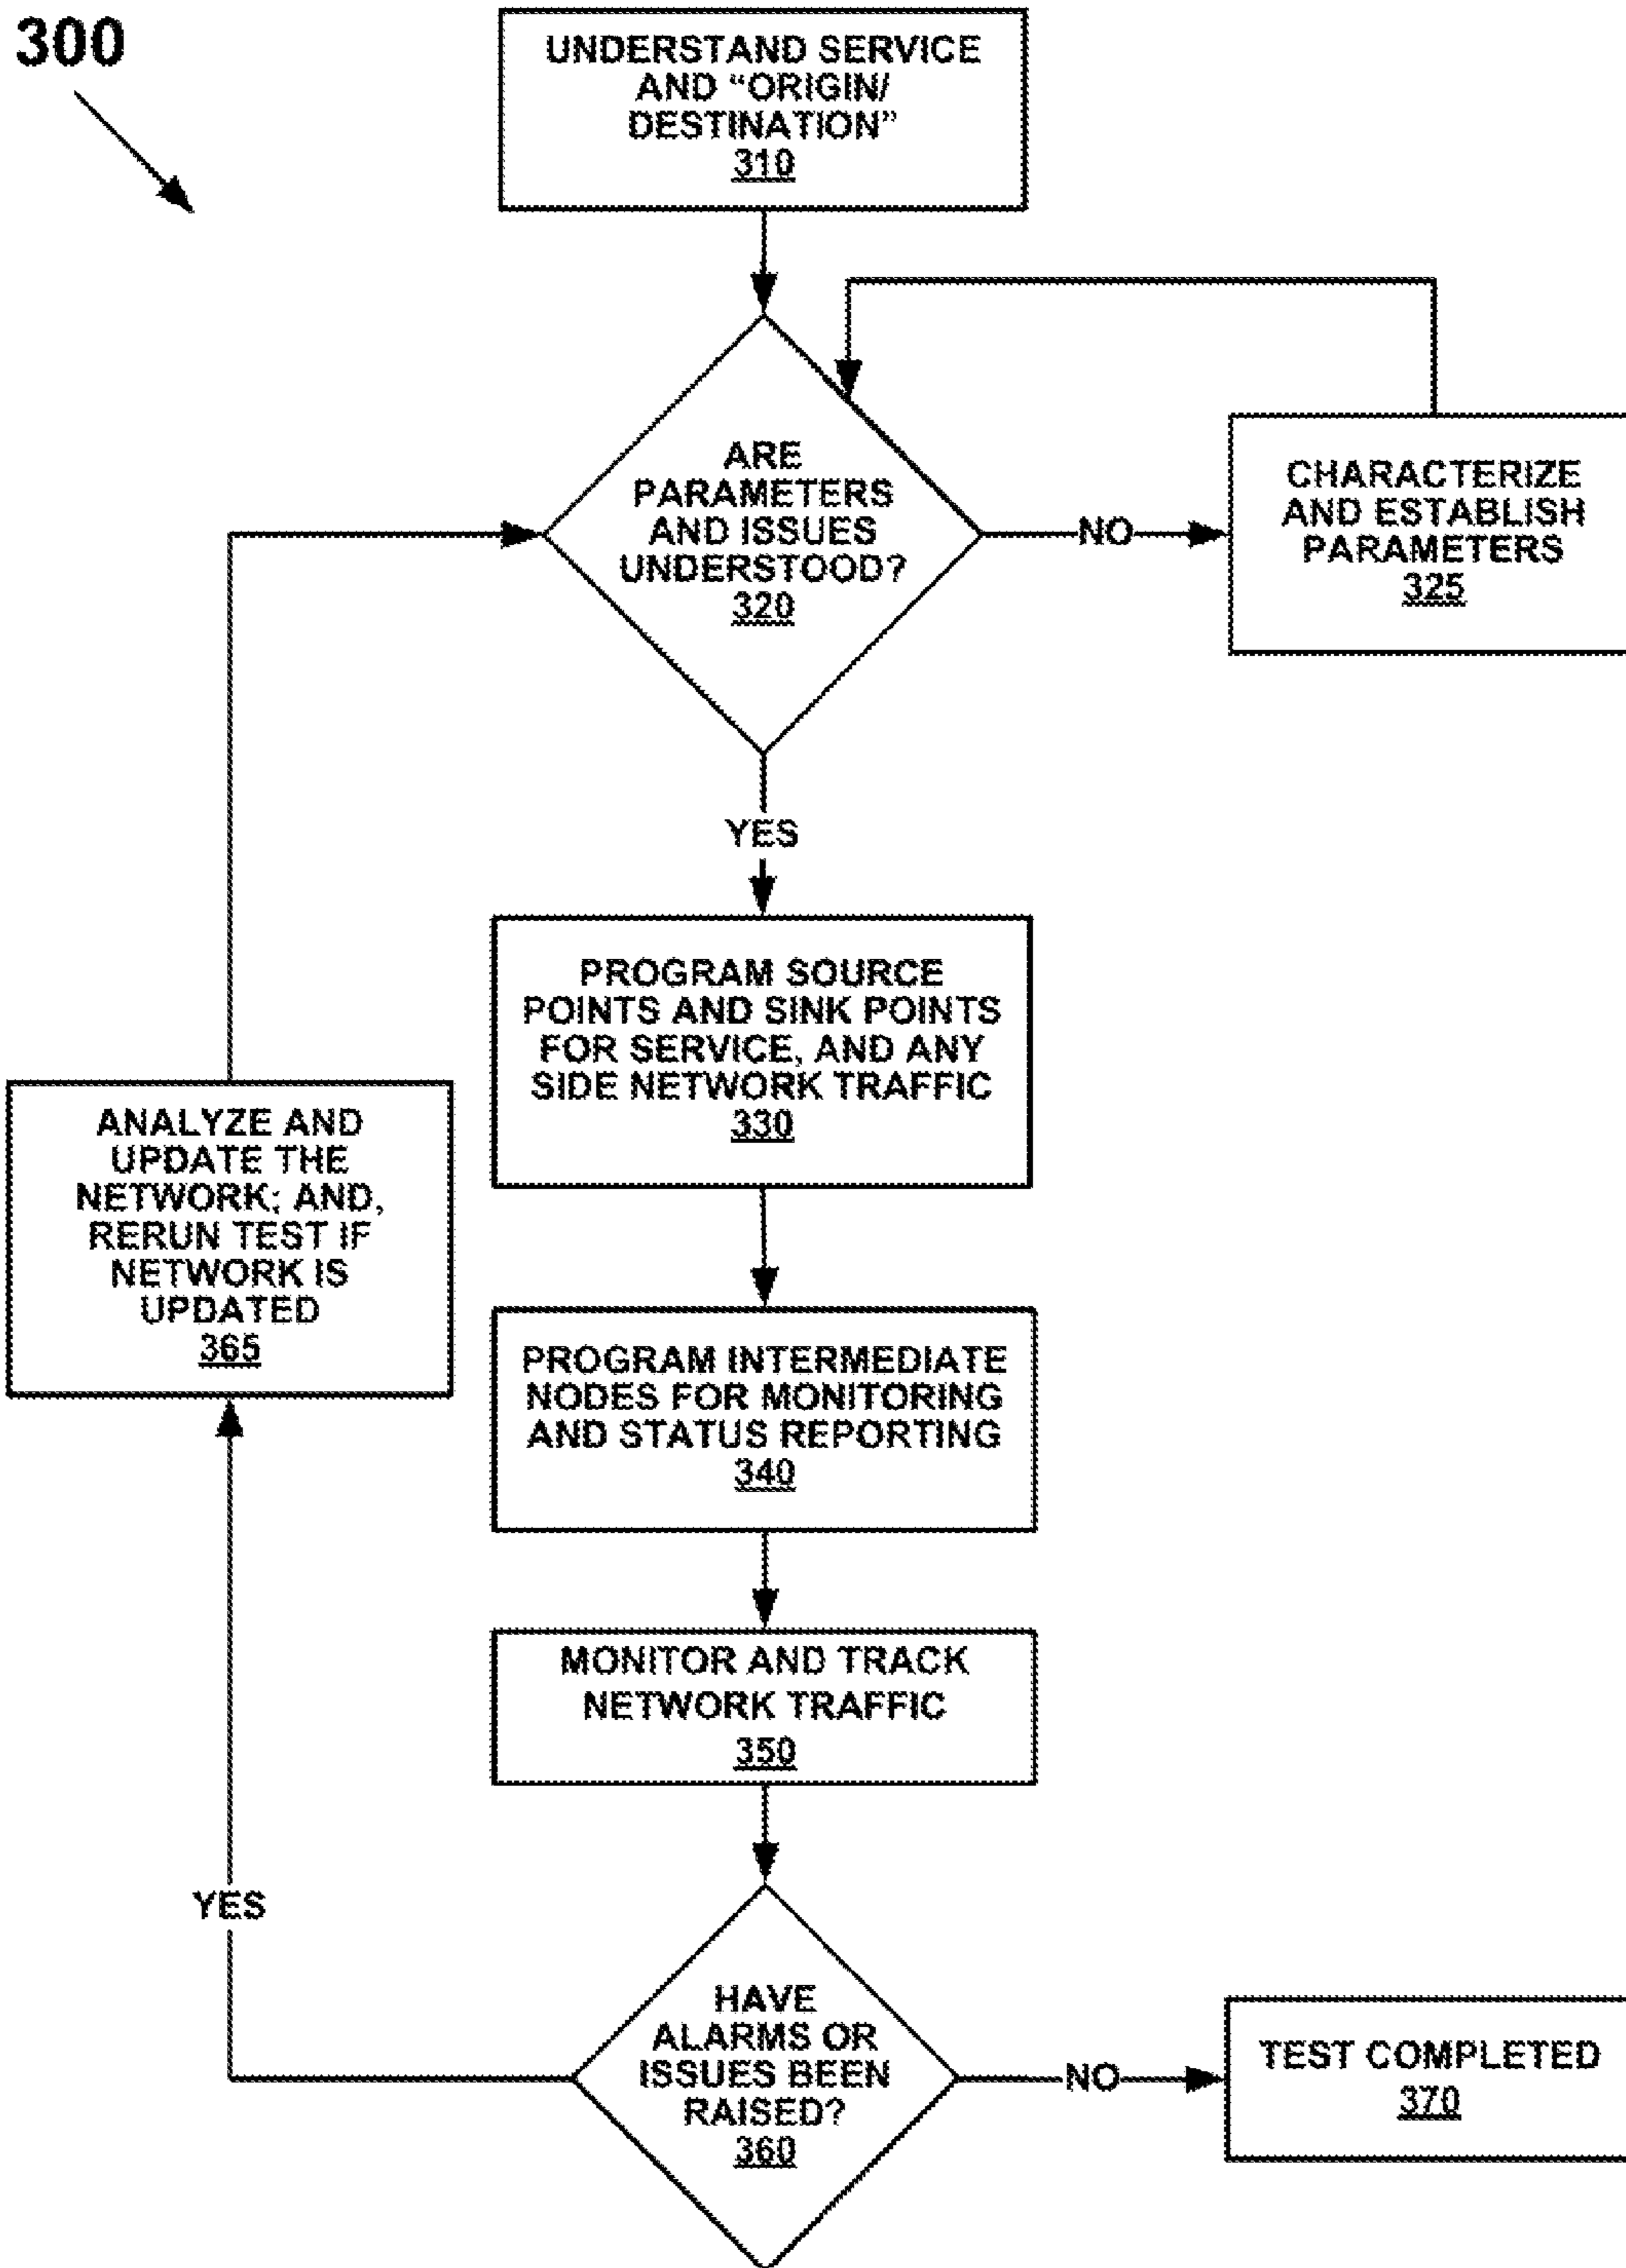 300
UNDERSTAND SERVICE
AND “ORIGIN/
DESTINATION”
310
ARE
PARAMETERS
AND ISSUES
UNDERSTOOD?
320
NO
CHARACTERIZE
AND ESTABLISH
PARAMETERS
325
YES
PROGRAM SOURCE
POINTS AND SINK POINTS
FOR SERVICE, AND ANY
SIDE NETWORK TRAFFIC
330
ANALYZE AND
UPDATE THE
NETWORK; AND,
RERUN TEST IF
NETWORK IS
UPDATED
365
PROGRAM INTERMEDIATE
NODES FOR MONITORING
AND STATUS REPORTING
340
MONITOR AND TRACK
NETWORK TRAFFIC
350
YES
HAVE
ALARMS OR
ISSUES BEEN
RAISED?
360
NO
TEST COMPLETED
370